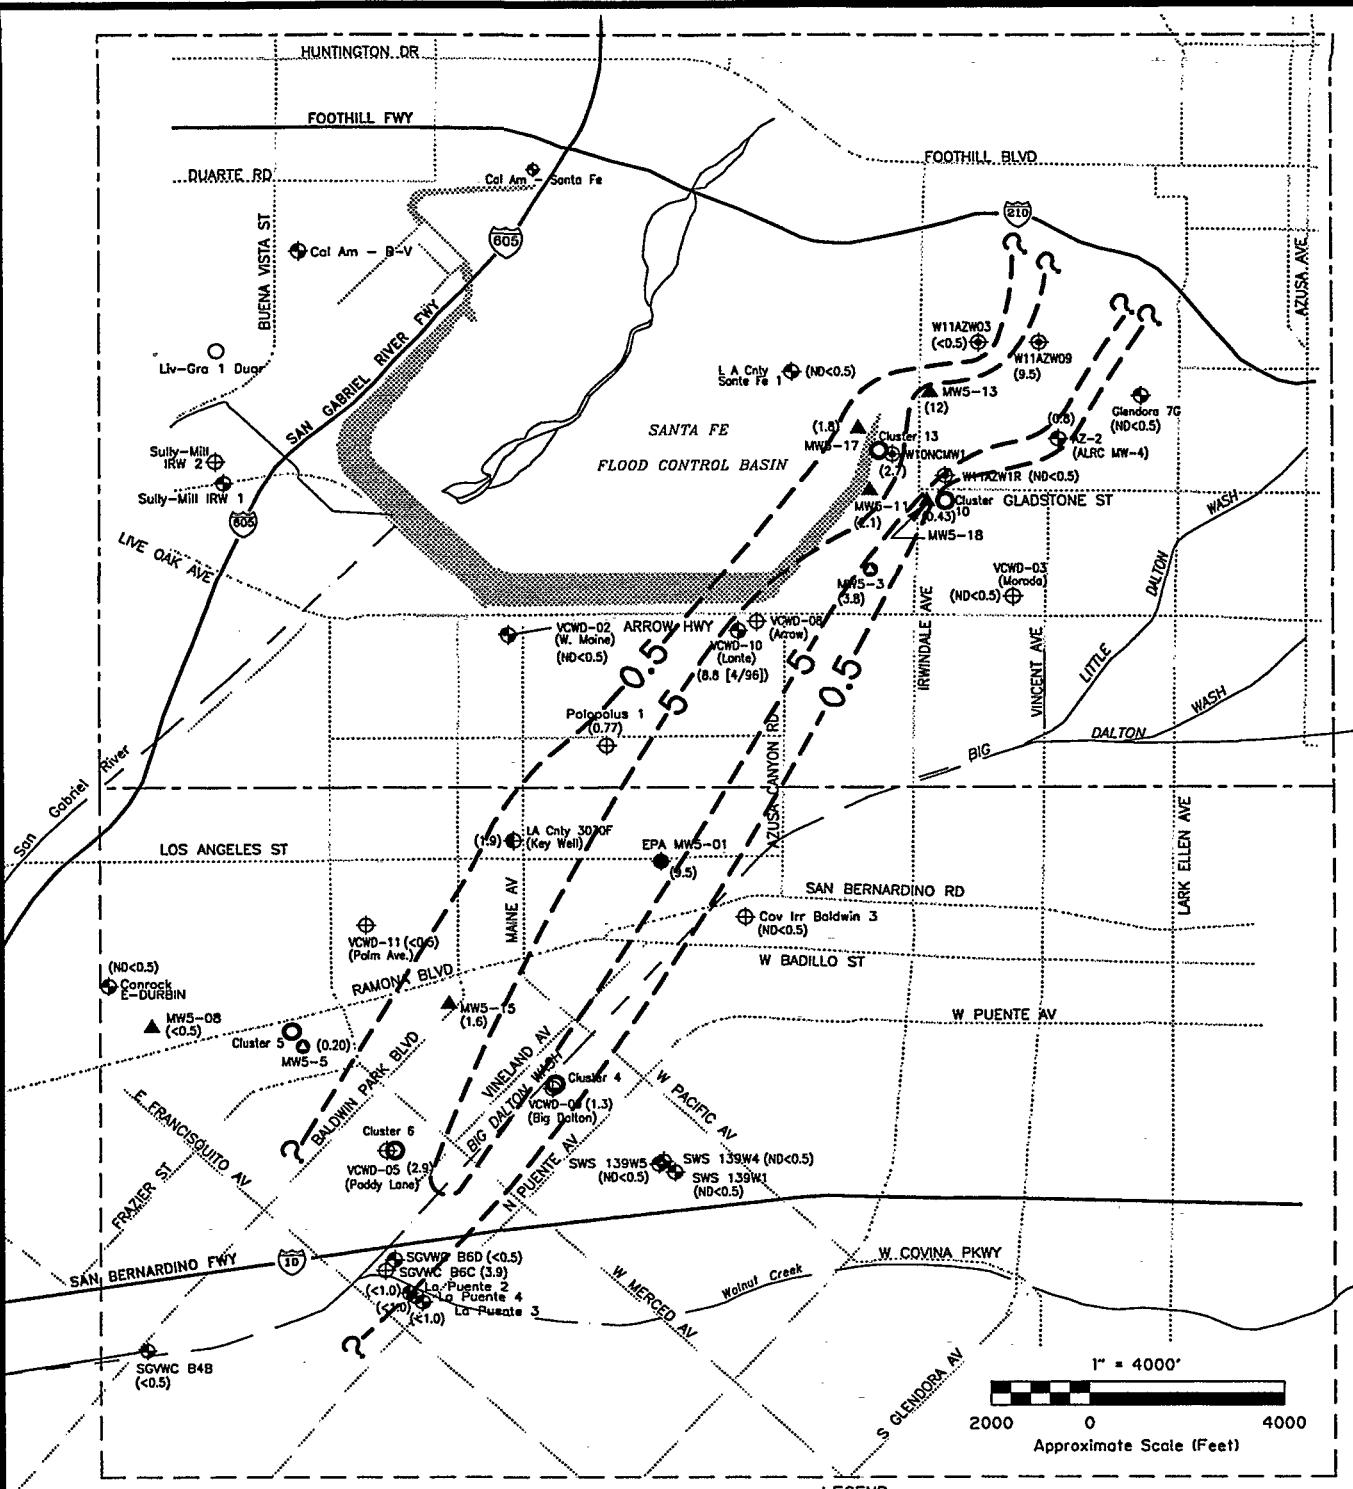 HUNTINGTON DR
FOOTHILL FWY
FOOTHILL BLVD
DUARTE RD
Cal Am - Santa Fe
210
605
BUENA VISTA ST
Cal Am - B-V
AZUSA AVE
?
?
?
?
SAN GABRIEL RIVER FWY
W11AZW03
(<0.5)
W11AZW09
(9.5)
Liv-Gra 1 Duar
L A Cnty
Sante Fe 1
(ND<0.5)
MW5-13
(12)
Glendora 7G
(ND<0.5)
SANTA FE
FLOOD CONTROL BASIN
(1.8)
MW5-17
Cluster 13
W10NCMW1
(2.7)
(0.8)
AZ-2
(ALRC MW-4)
Sully-Mill
IRW 2
Sully-Mill IRW 1
W11AZW1R (ND<0.5)
605
MW5-11
Cluster
10
GLADSTONE ST
(0.43)
MW5-18
WASH
DALTON
LITTLE
LIVE OAK AVE
MW5-3
(3.8)
VCWD-03
(Morada)
(ND<0.5)
IRWINDALE AVE
VINCENT AVE
VCWD-02
(W. Maine)
(ND<0.5)
ARROW HWY
VCWD-08
(Arrow)
VCWD-10
(Lante)
(8.8 [4/96])
0.5
5
5
0.5
Polopolus 1
(0.77)
AZUSA CANYON RD
BIG
DALTON
WASH
San Gabriel River
LARK ELLEN AVE
LOS ANGELES ST
(1.9)
LA Cnty 3030F
(Key Well)
EPA MW5-01
(9.5)
MAINE AV
SAN BERNARDINO RD
Cov Irr Baldwin 3
(ND<0.5)
VCWD-11 (<0.5)
(Palm Ave.)
W BADILLO ST
(ND<0.5)
Conrock
E-DURBIN
RAMONA BLVD
MW5-08
(<0.5)
MW5-15
(1.6)
W PUENTE AV
Cluster 5
(0.20)
MW5-5
BALDWIN PARK BLVD
VINELAND AV
BIG DALTON WASH
Cluster 4
VCWD-06 (1.3)
(Big Dalton)
W PACIFIC AV
E FRANCISQUITO AV
FRAZIER ST
?
Cluster 6
VCWD-05 (2.9)
(Paddy Lane)
N PUENTE AV
SWS 139W5
(ND<0.5)
SWS 139W4 (ND<0.5)
SWS 139W1
(ND<0.5)
SAN BERNARDINO FWY
10
SGVWC B6D (<0.5)
SGVWC B6C (3.9)
(<1.0)
La Puente 2
(<1.0)
La Puente 4
(<1.0)
La Puente 3
W COVINA PKWY
Walnut Creek
W MERCED AV
?
SGVWC B4B
(<0.5)
S GLENDORA AV
1" = 4000'
2000 0 4000
Approximate Scale (Feet)